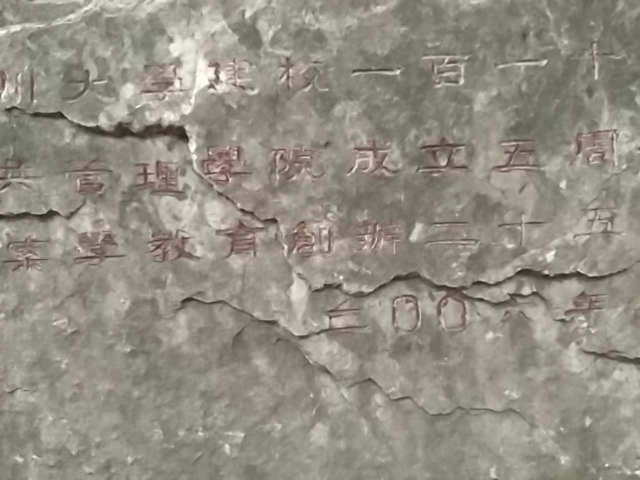 川大學建校一百一十
共管理學院成立五周
案學教育創辦二十五
二〇〇六年